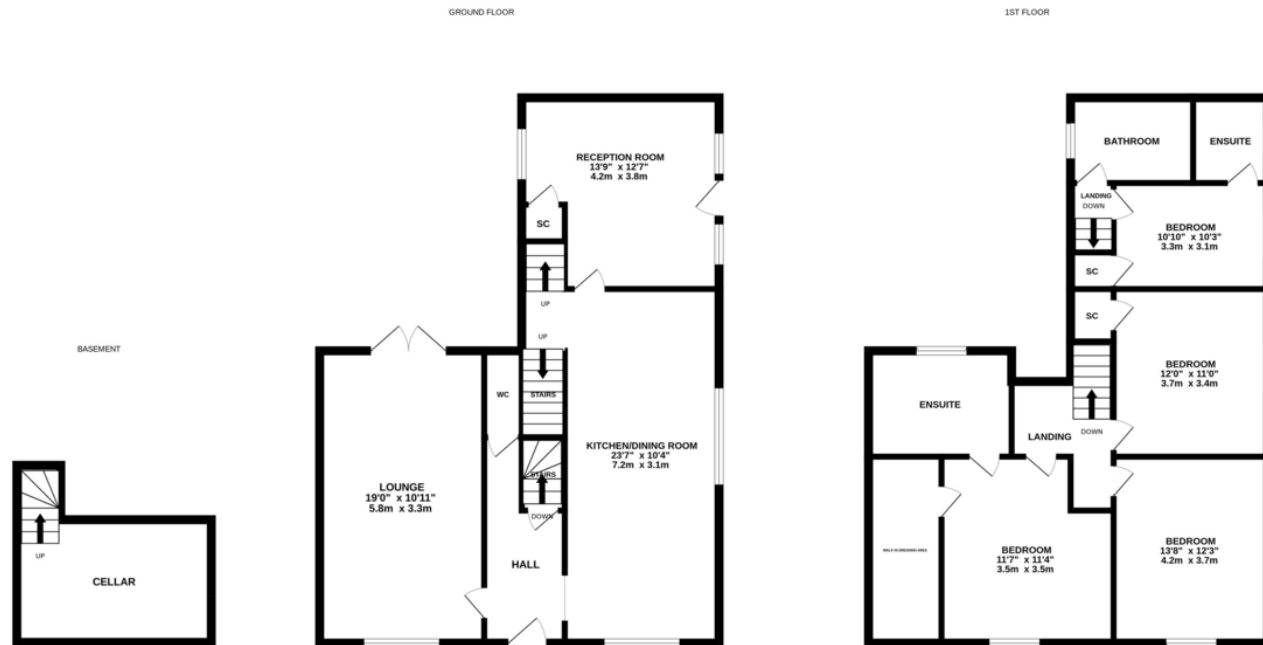 GROUND FLOOR
1ST FLOOR
BASEMENT
UP
CELLAR
RECEPTION ROOM
13'9" x 12'7"
4.2m x 3.8m
SC
UP
UP
STAIRS
WC
KITCHEN/DINING ROOM
23'7" x 10'4"
7.2m x 3.1m
STAIRS
LOUNGE
19'0" x 10'11"
5.8m x 3.3m
DOWN
HALL
BATHROOM
ENSUITE
LANDING
DOWN
BEDROOM
10'10" x 10'3"
3.3m x 3.1m
SC
SC
BEDROOM
12'0" x 11'0"
3.7m x 3.4m
ENSUITE
LANDING
DOWN
WALK IN DRESSING AREA
BEDROOM
11'7" x 11'4"
3.5m x 3.5m
BEDROOM
13'8" x 12'3"
4.2m x 3.7m